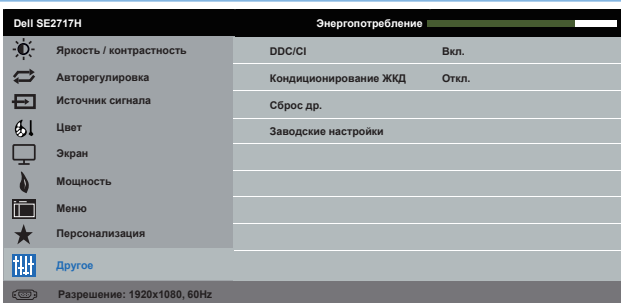 Dell SE2717H Энергопотребление
Яркость / контрастность DDC/CI Вкл.
Авторегулировка Кондиционирование ЖКД Откл.
Источник сигнала Сброс др.
Цвет Заводские настройки
Экран
Мощность
Меню
Персонализация
Другое
Разрешение: 1920x1080, 60Hz